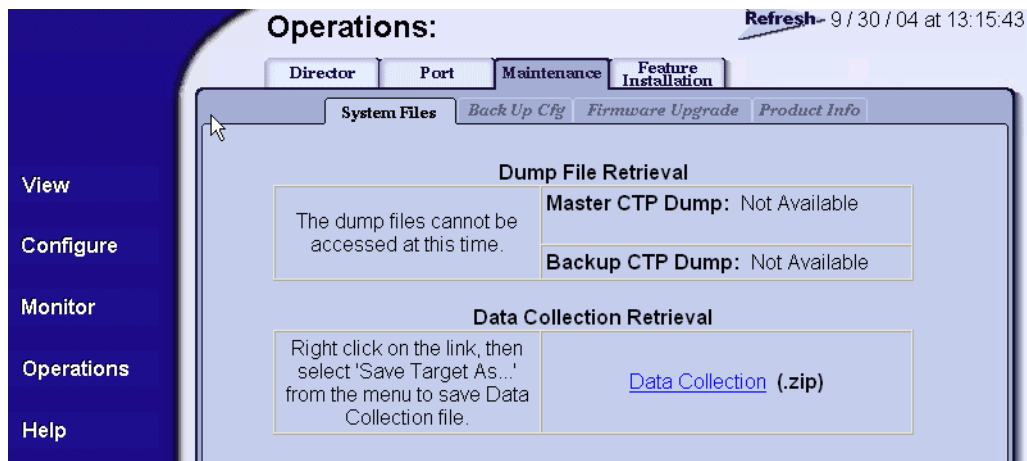 Operations:
Refresh- 9 / 30 / 04 at 13:15:43
Director Port Maintenance Feature Installation
System Files Back Up Cfg Firmware Upgrade Product Info
View
Configure
Monitor
Operations
Help
Dump File Retrieval
The dump files cannot be
accessed at this time.
Master CTP Dump: Not Available
Backup CTP Dump: Not Available
Data Collection Retrieval
Right click on the link, then
select 'Save Target As...'
from the menu to save Data
Collection file.
Data Collection (.zip)